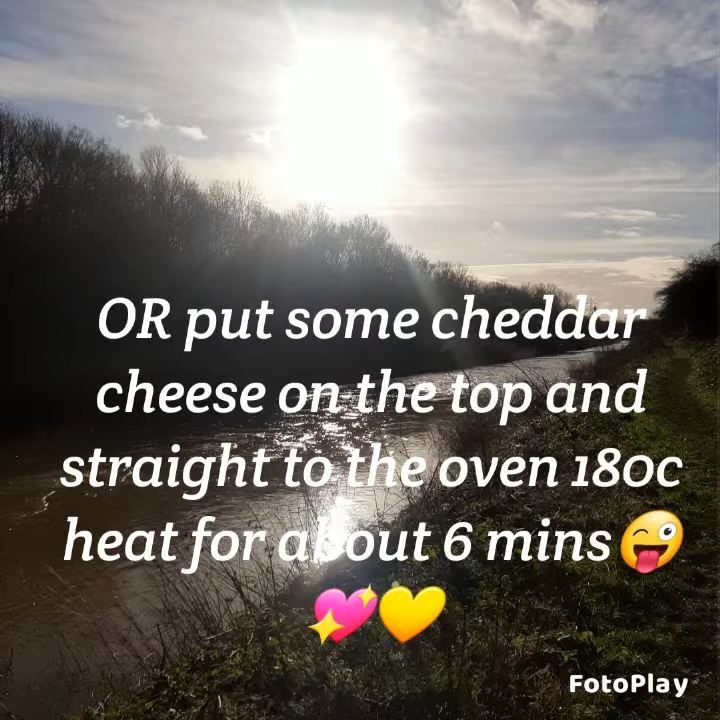 OR put some cheddar
cheese on the top and
straight to the oven 180c
heat for about 6 mins😜
💖💛
FotoPlay